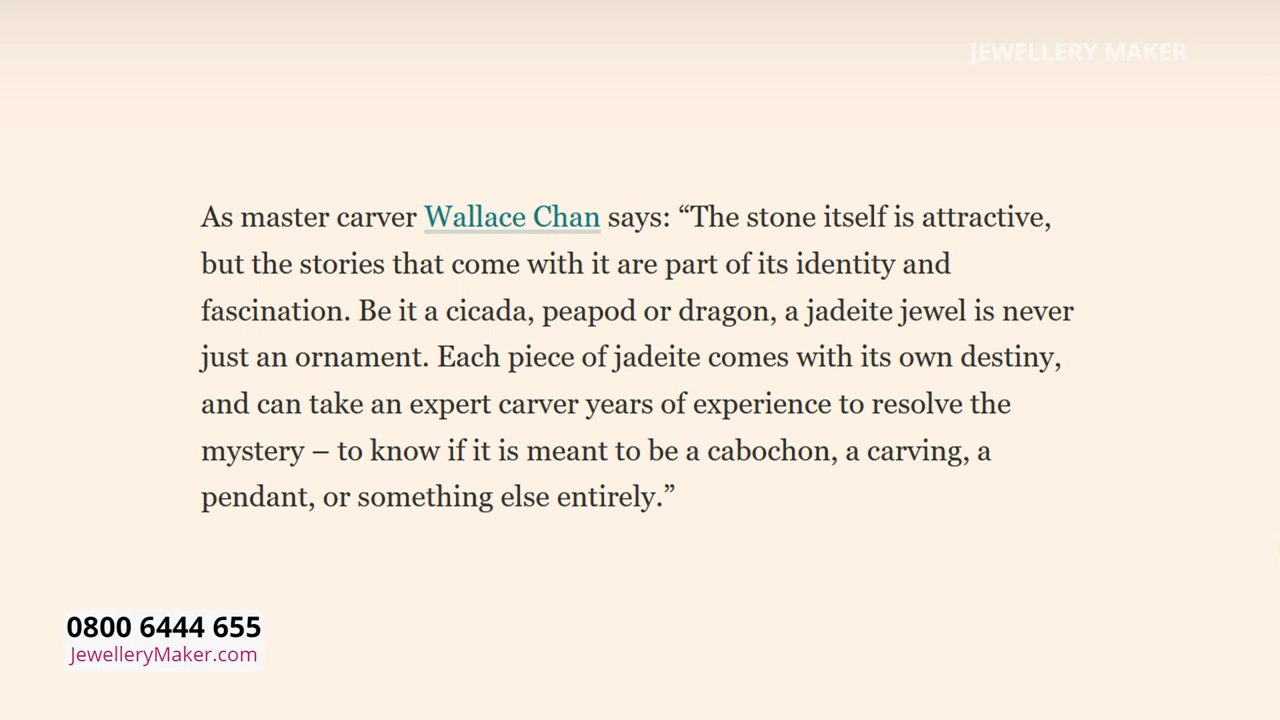 JEWELLERY MAKER
As master carver Wallace Chan says: “The stone itself is attractive,
but the stories that come with it are part of its identity and
fascination. Be it a cicada, peapod or dragon, a jadeite jewel is never
just an ornament. Each piece of jadeite comes with its own destiny,
and can take an expert carver years of experience to resolve the
mystery – to know if it is meant to be a cabochon, a carving, a
pendant, or something else entirely.”
0800 6444 655
JewelleryMaker.com